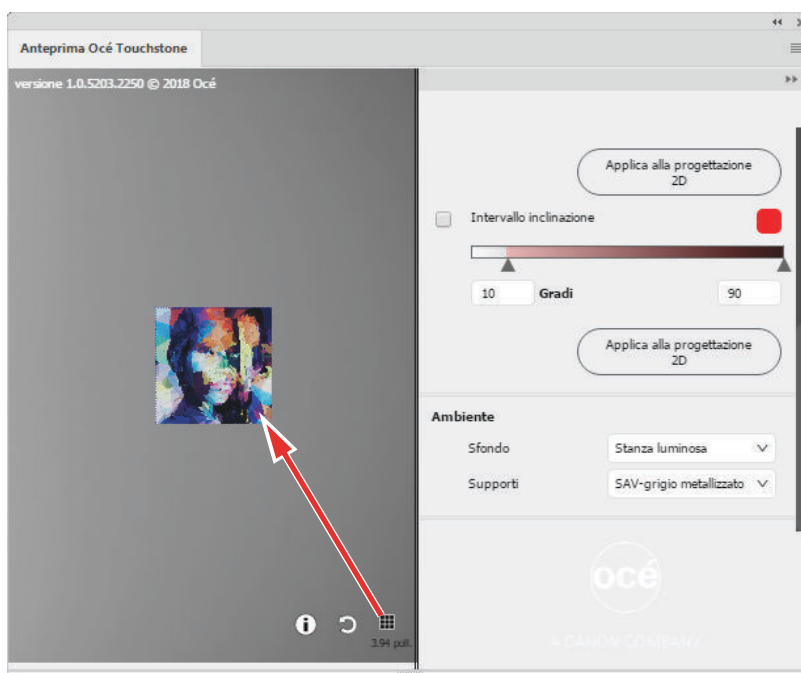 Anteprima Océ Touchstone
versione 1.0.5203.2250 © 2018 Océ
Applica alla progettazione
2D
Intervallo inclinazione
10 Gradi 90
Applica alla progettazione
2D
Ambiente
Sfondo Stanza luminosa
Supporti SAV-grigio metallizzato
océ
A CANON COMPANY
3.94 poll.